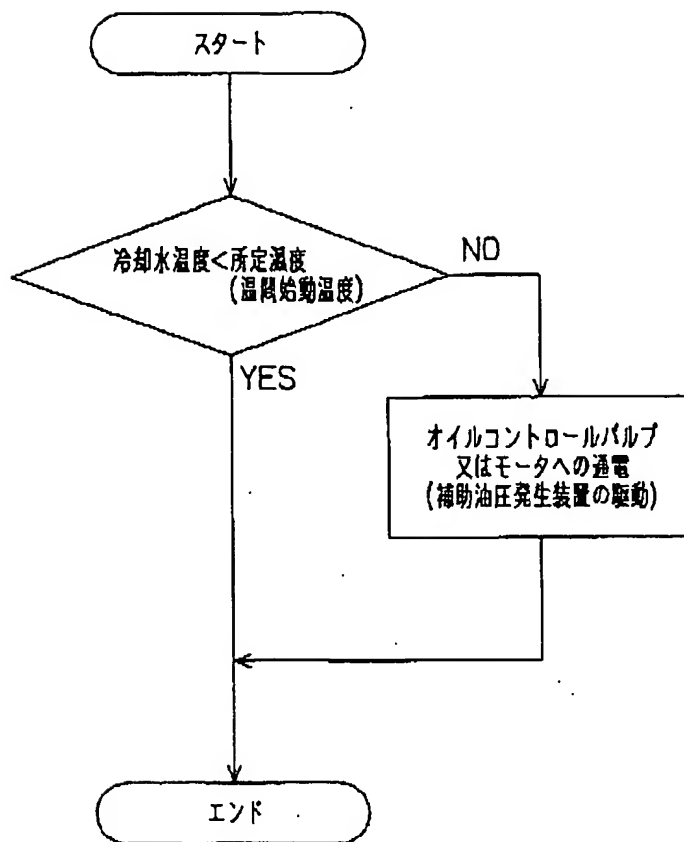 スタート
冷却水温度<所定温度
(温間始動温度)
NO
YES
オイルコントロールバルブ
又はモータへの通電
(補助油圧発生装置の駆動)
エンド